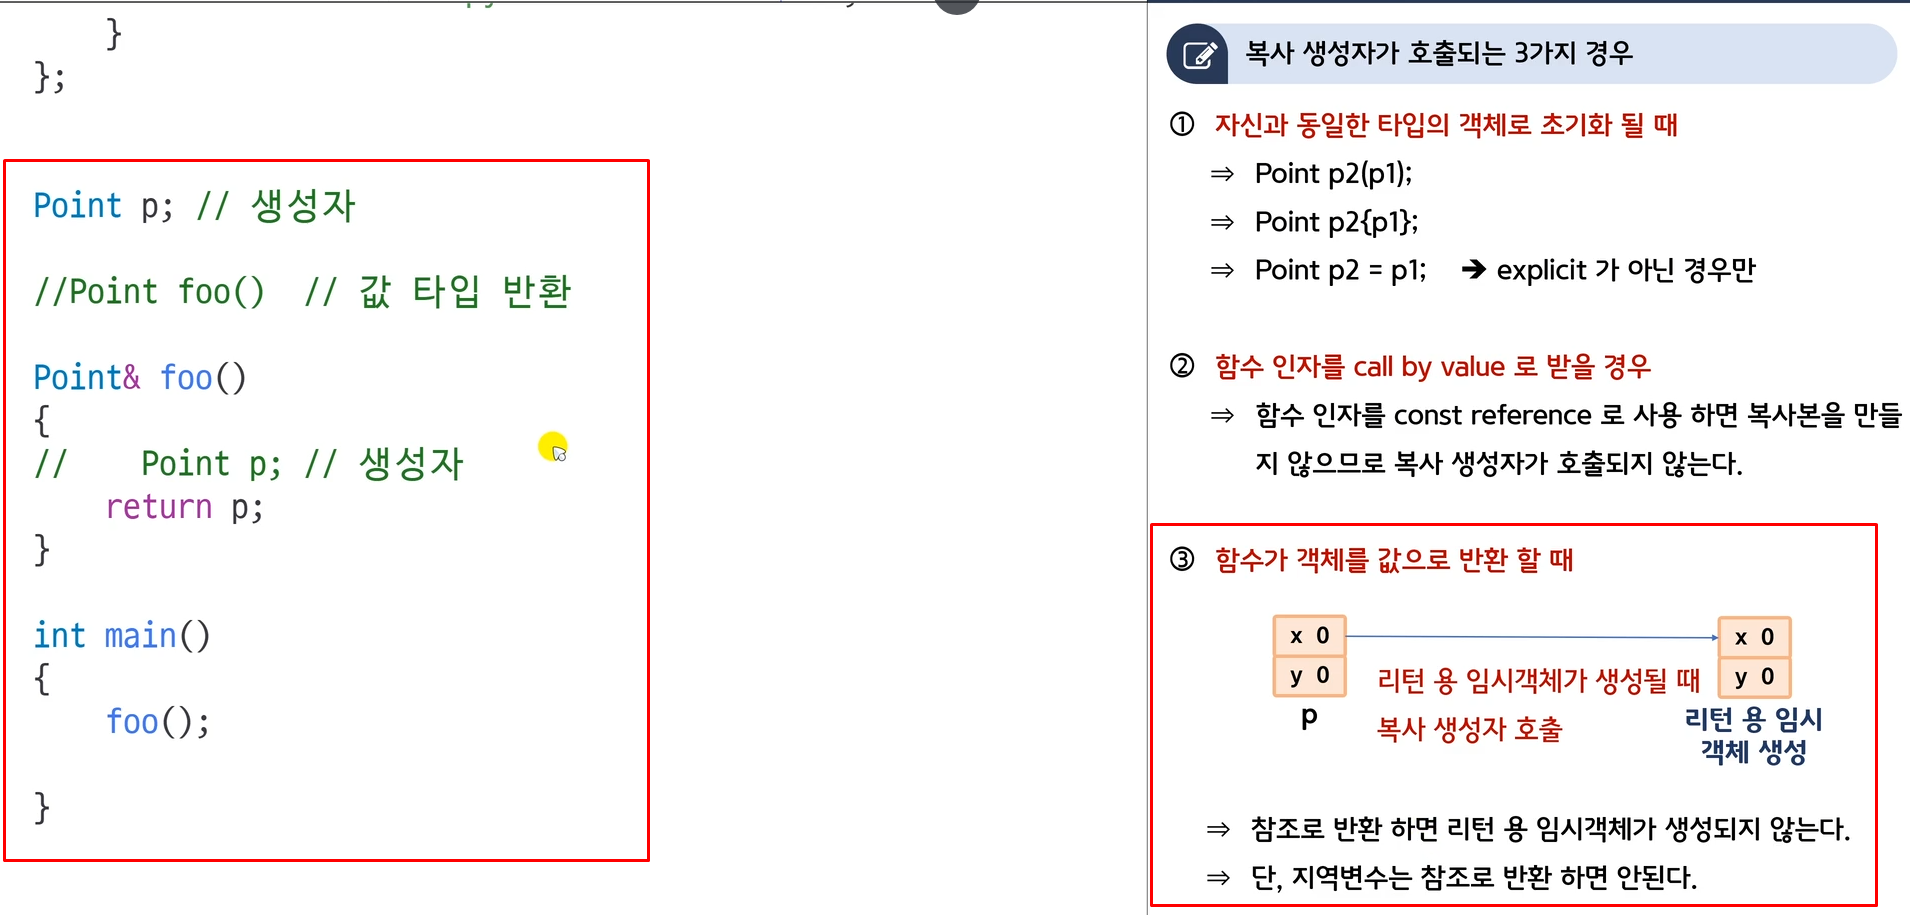 }
};
Point p; // 생성자
//Point foo()  // 값 타입 반환
Point& foo()
{
//    Point p; // 생성자
return p;
}
int main()
{
foo();
}
복사 생성자가 호출되는 3가지 경우
① 자신과 동일한 타입의 객체로 초기화 될 때
⇒ Point p2(p1);
⇒ Point p2{p1};
⇒ Point p2 = p1; ➔ explicit 가 아닌 경우만
② 함수 인자를 call by value 로 받을 경우
⇒ 함수 인자를 const reference 로 사용 하면 복사본을 만들
지 않으므로 복사 생성자가 호출되지 않는다.
③ 함수가 객체를 값으로 반환 할 때
x 0
y 0
p
리턴 용 임시객체가 생성될 때
복사 생성자 호출
x 0
y 0
리턴 용 임시
객체 생성
⇒ 참조로 반환 하면 리턴 용 임시객체가 생성되지 않는다.
⇒ 단, 지역변수는 참조로 반환 하면 안된다.